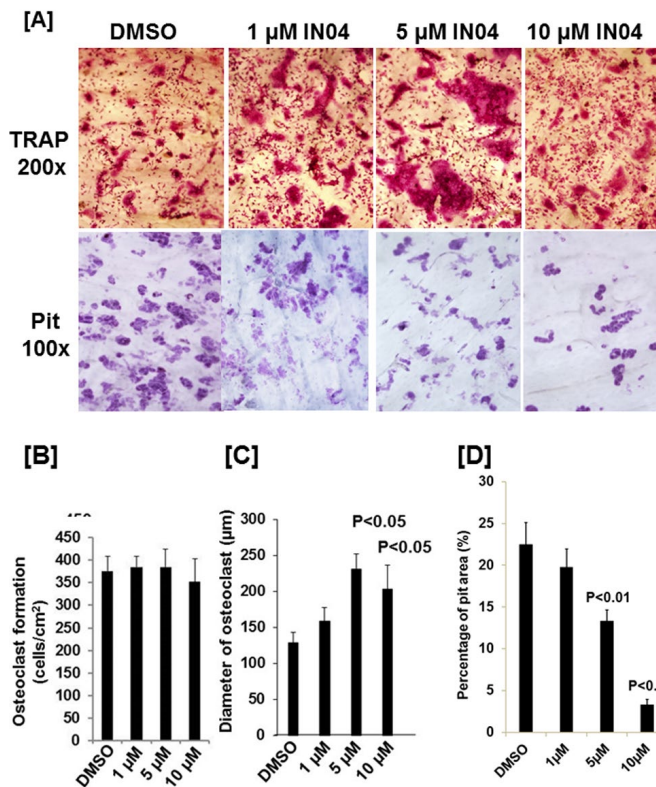 [A]
DMSO 1 µM IN04 5 µM IN04 10 µM IN04
TRAP
200x
Pit
100x
[B]
Osteoclast formation
(cells/cm²)
450
400
350
300
250
200
150
100
50
0
DMSO 1 µM 5 µM 10 µM
[C]
Diameter of osteoclast (µm)
300
250
200
150
100
50
0
P<0.05
P<0.05
DMSO 1 µM 5 µM 10 µM
[D]
Percentage of pit area (%)
30
25
20
15
10
5
0
P<0.01
P<0.
DMSO 1µM 5µM 10µM